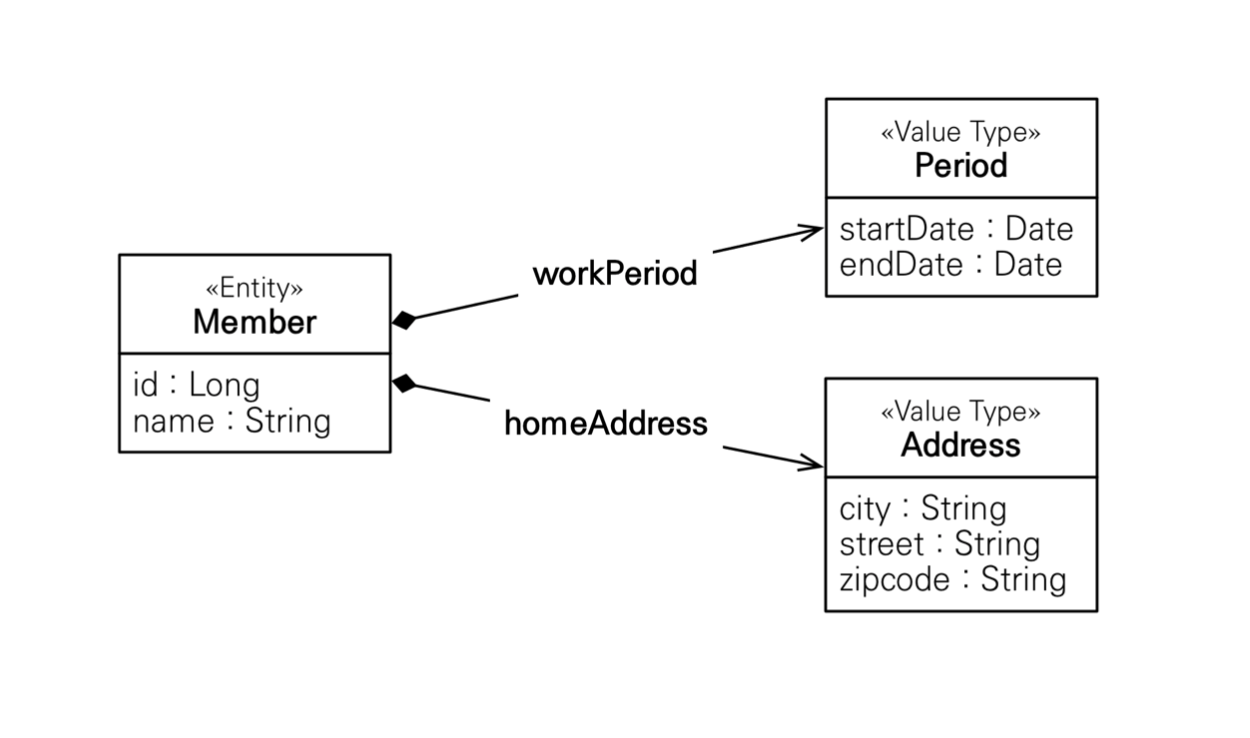 «Entity»
Member
id : Long
name : String
workPeriod
homeAddress
«Value Type»
Period
startDate : Date
endDate : Date
«Value Type»
Address
city : String
street : String
zipcode : String